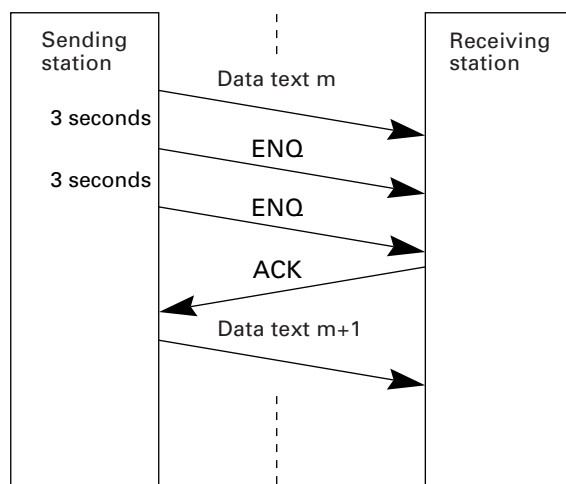 Sending
station
Receiving
station
Data text m
3 seconds
ENQ
3 seconds
ENQ
ACK
Data text m+1